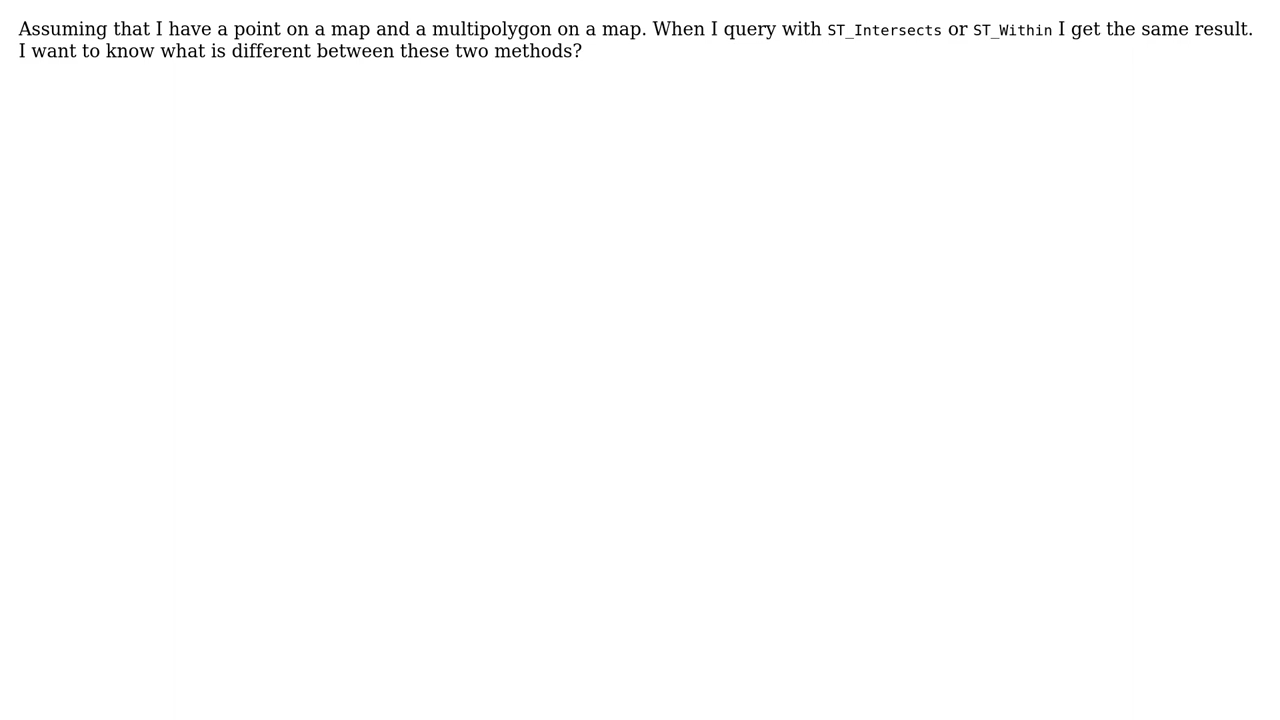 Assuming that I have a point on a map and a multipolygon on a map. When I query with ST_Intersects or ST_Within I get the same result.
I want to know what is different between these two methods?